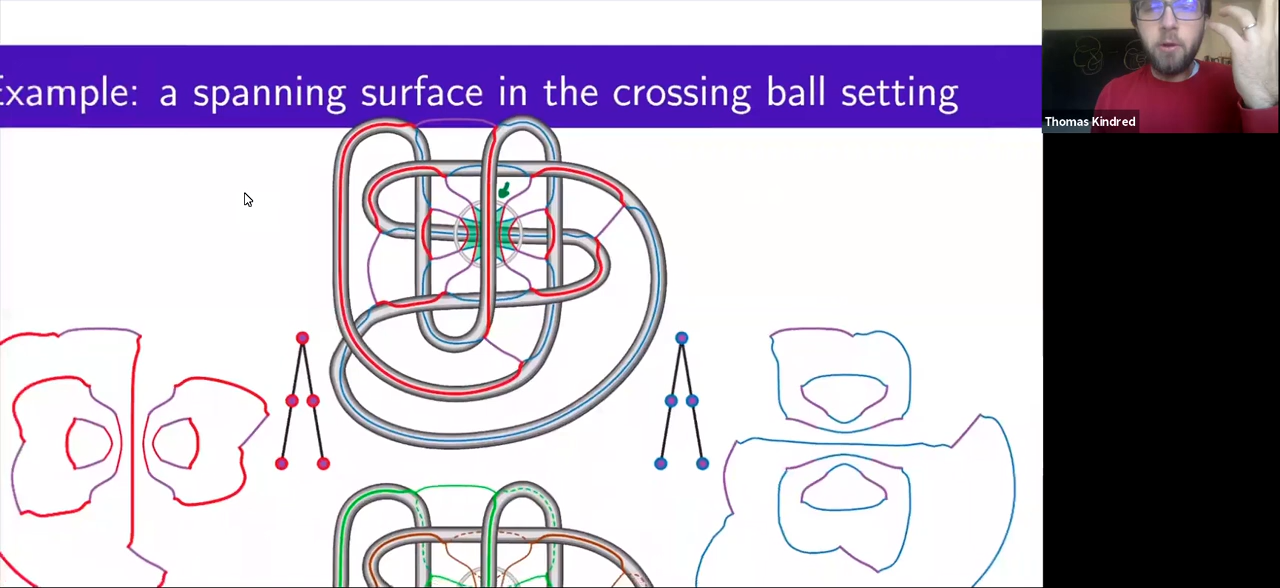 Example: a spanning surface in the crossing ball setting
Thomas Kindred